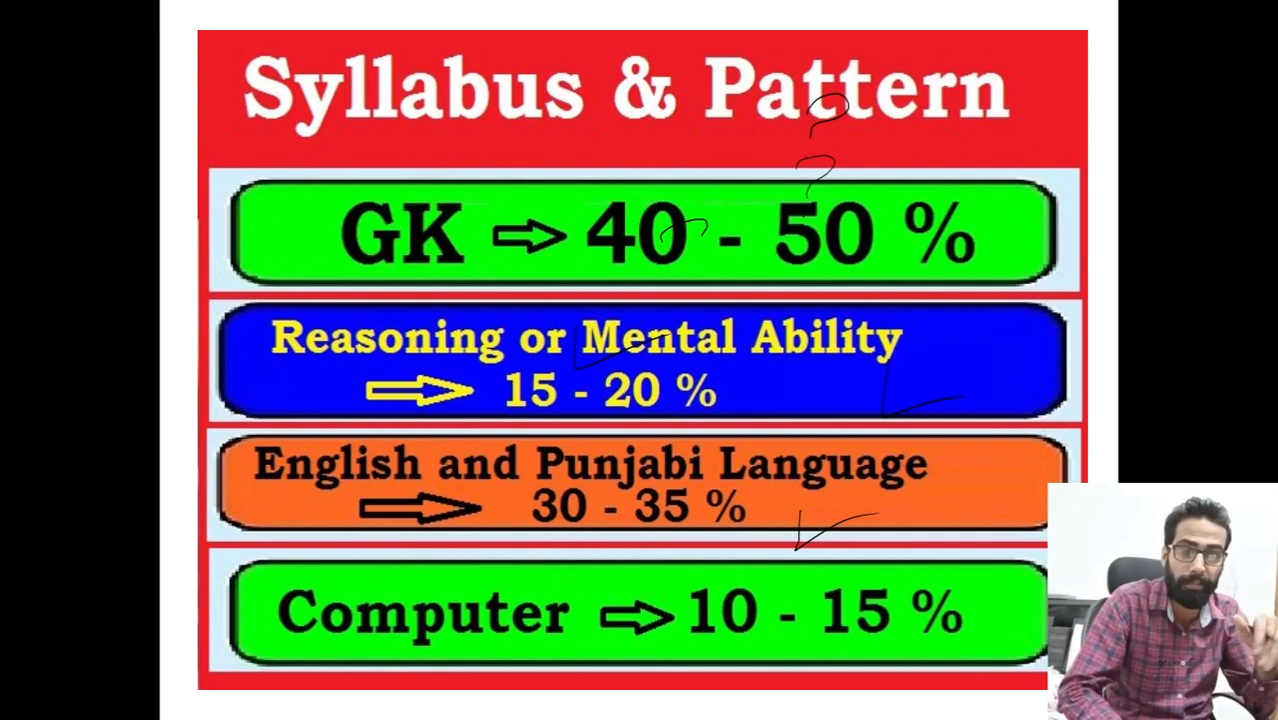 Syllabus & Pattern
GK ⇨ 40 - 50 %
Reasoning or Mental Ability
⇨ 15 - 20 %
English and Punjabi Language
⇨ 30 - 35 %
Computer ⇨ 10 - 15 %